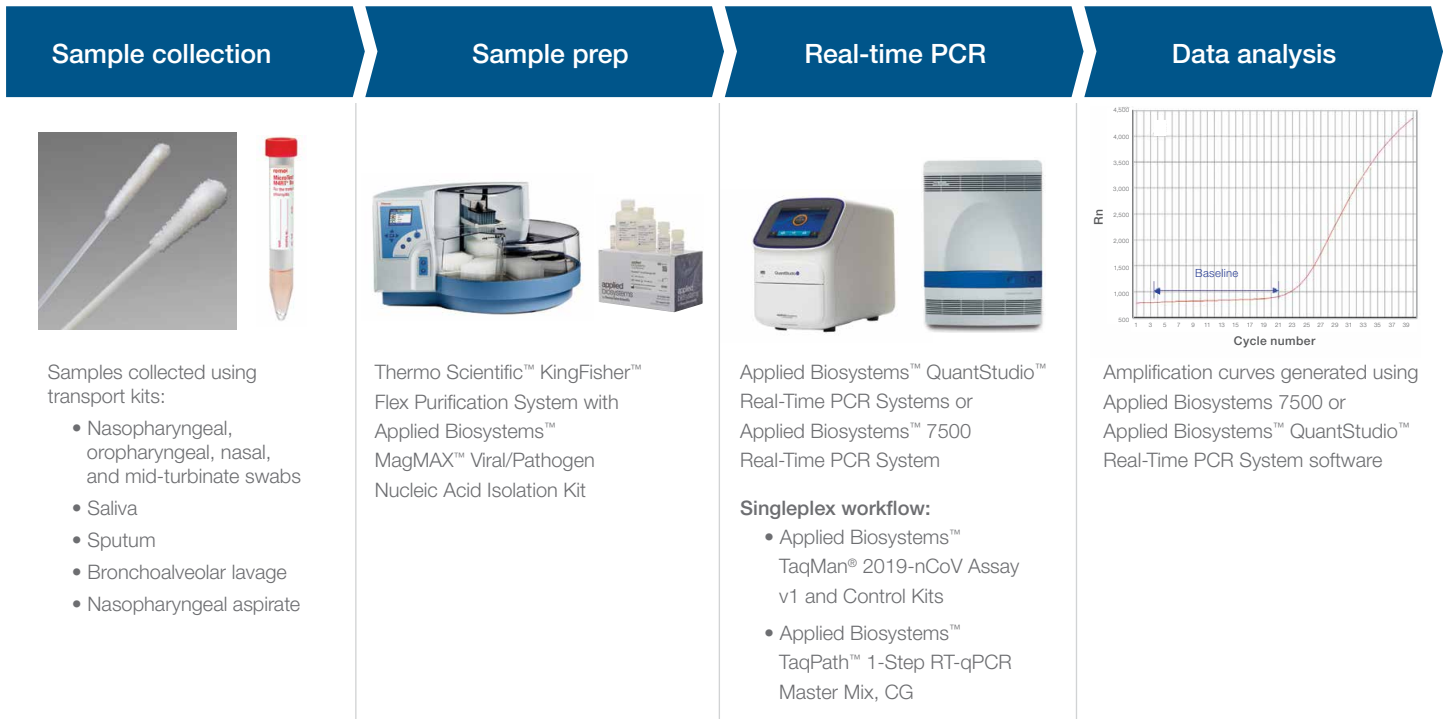 Sample collection
Sample prep
Real-time PCR
Data analysis
remel
applied
biosystems
QuantStudio
4,500
4,000
3,500
3,000
2,500
2,000
1,500
1,000
500
Rn
Baseline
1 3 5 7 9 11 13 15 17 19 21 23 25 27 29 31 33 35 37 39
Cycle number
Samples collected using
transport kits:
• Nasopharyngeal,
oropharyngeal, nasal,
and mid-turbinate swabs
• Saliva
• Sputum
• Bronchoalveolar lavage
• Nasopharyngeal aspirate
Thermo Scientific™ KingFisher™
Flex Purification System with
Applied Biosystems™
MagMAX™ Viral/Pathogen
Nucleic Acid Isolation Kit
Applied Biosystems™ QuantStudio™
Real-Time PCR Systems or
Applied Biosystems™ 7500
Real-Time PCR System
Singleplex workflow:
• Applied Biosystems™
TaqMan® 2019-nCoV Assay
v1 and Control Kits
• Applied Biosystems™
TaqPath™ 1-Step RT-qPCR
Master Mix, CG
Amplification curves generated using
Applied Biosystems 7500 or
Applied Biosystems™ QuantStudio™
Real-Time PCR System software